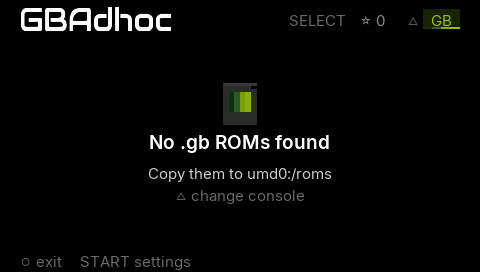 GBAdhoc
SELECT ☆ 0 △ GB
No .gb ROMs found
Copy them to umd0:/roms
△ change console
○ exit START settings